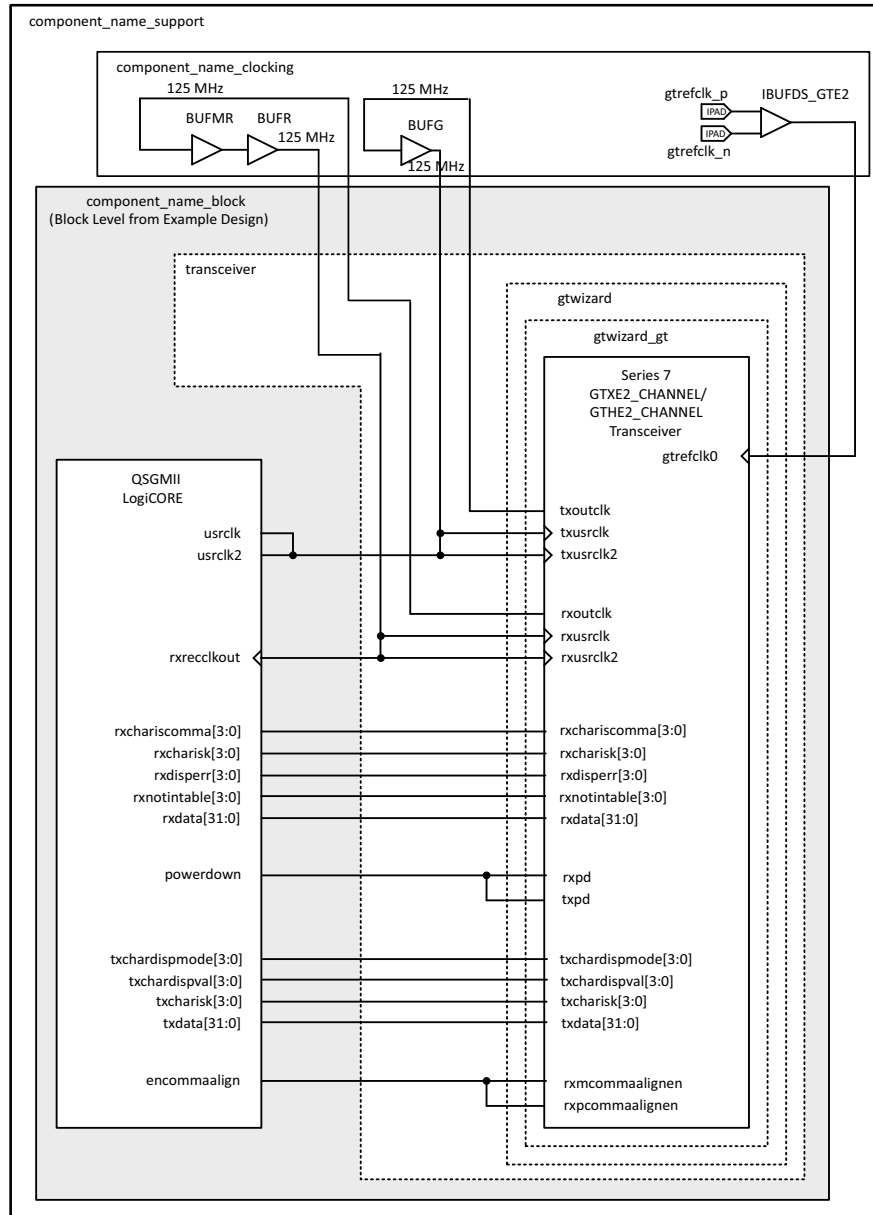 component_name_support
component_name_clocking
125 MHz
125 MHz
gtrefclk_p
IBUFDS_GTE2
BUFMR
BUFR
IPAD
125 MHz
BUFG
IPAD
125 MHz
gtrefclk_n
component_name_block
(Block Level from Example Design)
transceiver
gtwizard
gtwizard_gt
Series 7
GTXE2_CHANNEL/
GTHE2_CHANNEL
Transceiver
gtrefclk0
QSGMII
LogiCORE
txoutclk
usrclk
txusrclk
usrclk2
txusrclk2
rxoutclk
rxusrclk
rxrecclkout
rxusrclk2
rxchariscomma[3:0]
rxchariscomma[3:0]
rxcharisk[3:0]
rxcharisk[3:0]
rxdisperr[3:0]
rxdisperr[3:0]
rxnotintable[3:0]
rxnotintable[3:0]
rxdata[31:0]
rxdata[31:0]
powerdown
rxpd
txpd
txchardispmode[3:0]
txchardispmode[3:0]
txchardispval[3:0]
txchardispval[3:0]
txcharisk[3:0]
txcharisk[3:0]
txdata[31:0]
txdata[31:0]
encommaalign
rxmcommaalignen
rxpcommaalignen